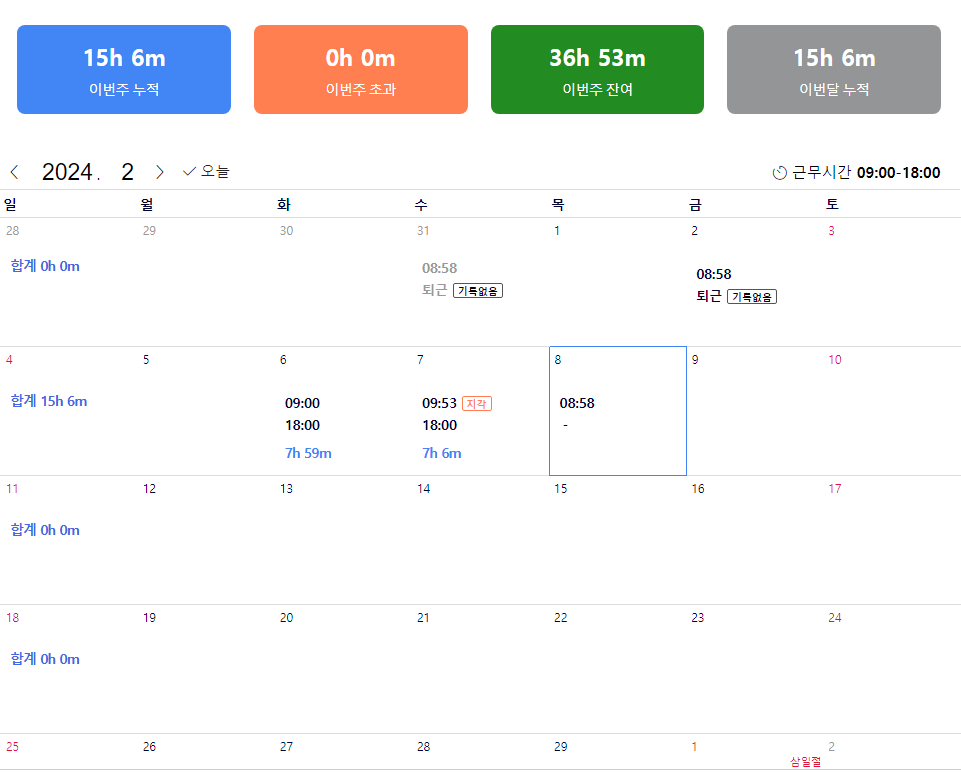 15h 6m 0h 0m 36h 53m 15h 6m
이번주 누적 이번주 초과 이번주 잔여 이번달 누적
2024. 2 오늘 근무시간 09:00-18:00
일 월 화 수 목 금 토
28 29 30 31 1 2 3
합계 0h 0m 08:58 08:58
퇴근 기록없음 퇴근 기록없음
4 5 6 7 8 9 10
합계 15h 6m 09:00 09:53 지각 08:58
18:00 18:00 -
7h 59m 7h 6m
11 12 13 14 15 16 17
합계 0h 0m
18 19 20 21 22 23 24
합계 0h 0m
25 26 27 28 29 1 2
삼일절